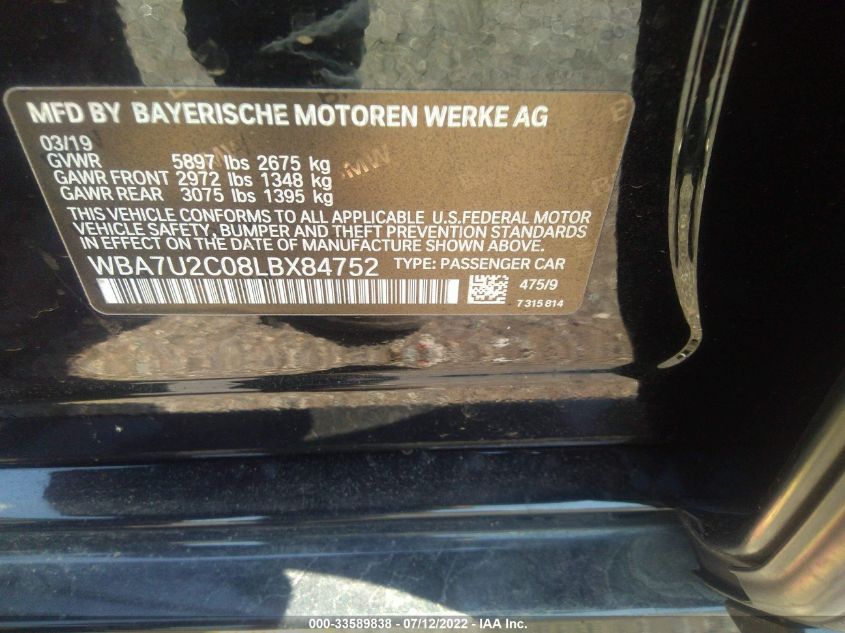 MFD BY BAYERISCHE MOTOREN WERKE AG
03/19
GVWR 5897 lbs 2675 kg
GAWR FRONT 2972 lbs 1348 kg
GAWR REAR 3075 lbs 1395 kg
THIS VEHICLE CONFORMS TO ALL APPLICABLE U.S.FEDERAL MOTOR
VEHICLE SAFETY, BUMPER AND THEFT PREVENTION STANDARDS
IN EFFECT ON THE DATE OF MANUFACTURE SHOWN ABOVE.
WBA7U2C08LBX84752 TYPE: PASSENGER CAR
475/9
7 315 814
000-33589838 - 07/12/2022 - © IAA Inc.